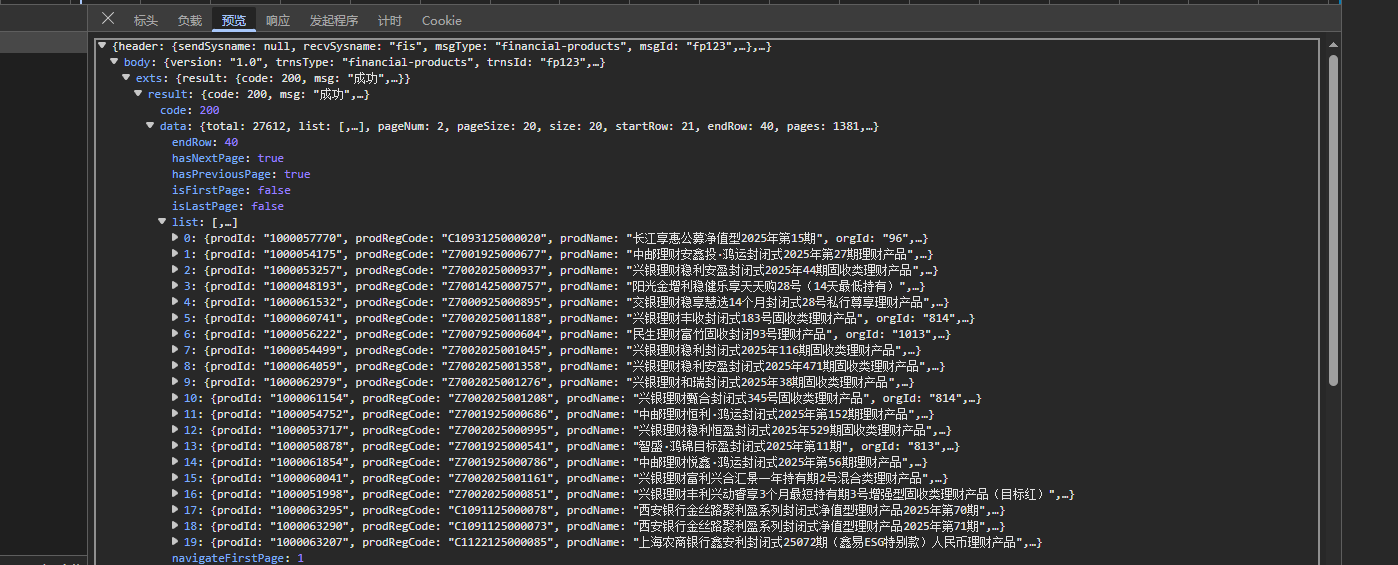 标头 负载 预览 响应 发起程序 计时 Cookie
{header: {sendSysname: null, recvSysname: "fis", msgType: "financial-products", msgId: "fp123",…},…}
body: {version: "1.0", trnsType: "financial-products", trnsId: "fp123",…}
exts: {result: {code: 200, msg: "成功",…}}
result: {code: 200, msg: "成功",…}
code: 200
data: {total: 27612, list: [,…], pageNum: 2, pageSize: 20, size: 20, startRow: 21, endRow: 40, pages: 1381,…}
endRow: 40
hasNextPage: true
hasPreviousPage: true
isFirstPage: false
isLastPage: false
list: [,…]
0: {prodId: "1000057770", prodRegCode: "C1093125000020", prodName: "长江享惠公募净值型2025年第15期", orgId: "96",…}
1: {prodId: "1000054175", prodRegCode: "Z7001925000677", prodName: "中邮理财安鑫投·鸿运封闭式2025年第27期理财产品",…}
2: {prodId: "1000053257", prodRegCode: "Z7002025000937", prodName: "兴银理财稳利安盈封闭式2025年44期固收类理财产品",…}
3: {prodId: "1000048193", prodRegCode: "Z7001425000757", prodName: "阳光金增利稳健乐享天天购28号（14天最低持有）",…}
4: {prodId: "1000061532", prodRegCode: "Z7000925000895", prodName: "交银理财稳享慧选14个月封闭式28号私行尊享理财产品",…}
5: {prodId: "1000060741", prodRegCode: "Z7002025001188", prodName: "兴银理财丰收封闭式183号固收类理财产品", orgId: "814",…}
6: {prodId: "1000056222", prodRegCode: "Z7007925000604", prodName: "民生理财富竹固收封闭93号理财产品", orgId: "1013",…}
7: {prodId: "1000054499", prodRegCode: "Z7002025001045", prodName: "兴银理财稳利封闭式2025年116期固收类理财产品",…}
8: {prodId: "1000064059", prodRegCode: "Z7002025001358", prodName: "兴银理财稳利安盈封闭式2025年471期固收类理财产品",…}
9: {prodId: "1000062979", prodRegCode: "Z7002025001276", prodName: "兴银理财和瑞封闭式2025年38期固收类理财产品",…}
10: {prodId: "1000061154", prodRegCode: "Z7002025001208", prodName: "兴银理财甄合封闭式345号固收类理财产品", orgId: "814",…}
11: {prodId: "1000054752", prodRegCode: "Z7001925000686", prodName: "中邮理财恒利·鸿运封闭式2025年第152期理财产品",…}
12: {prodId: "1000053717", prodRegCode: "Z7002025000995", prodName: "兴银理财稳利恒盈封闭式2025年529期固收类理财产品",…}
13: {prodId: "1000050878", prodRegCode: "Z7001925000541", prodName: "智盛·鸿锦目标盈封闭式2025年第11期", orgId: "813",…}
14: {prodId: "1000061854", prodRegCode: "Z7001925000786", prodName: "中邮理财悦鑫·鸿运封闭式2025年第56期理财产品",…}
15: {prodId: "1000060041", prodRegCode: "Z7002025001161", prodName: "兴银理财富利兴合汇景一年持有期2号混合类理财产品",…}
16: {prodId: "1000051998", prodRegCode: "Z7002025000851", prodName: "兴银理财丰利兴动睿享3个月最短持有期3号增强型固收类理财产品（目标红）",…}
17: {prodId: "1000063295", prodRegCode: "C1091125000078", prodName: "西安银行金丝路聚利盈系列封闭式净值型理财产品2025年第70期",…}
18: {prodId: "1000063290", prodRegCode: "C1091125000073", prodName: "西安银行金丝路聚利盈系列封闭式净值型理财产品2025年第71期",…}
19: {prodId: "1000063207", prodRegCode: "C1122125000085", prodName: "上海农商银行鑫安利封闭式25072期（鑫易ESG特别款）人民币理财产品",…}
navigateFirstPage: 1